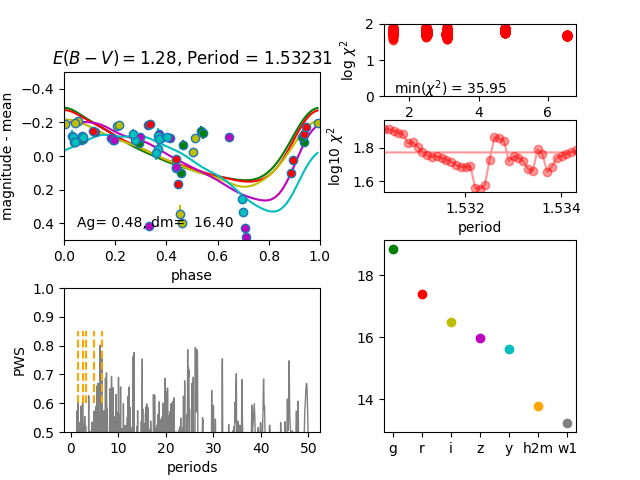 E(B − V) = 1.28, Period = 1.53231
magnitude - mean
−0.4
−0.2
0.0
0.2
0.4
Ag= 0.48, dm= 16.40
0.0 0.2 0.4 0.6 0.8 1.0
phase
log χ²
2
1
0
min(χ²) = 35.95
2 4 6
log10 χ²
1.8
1.6
1.532 1.534
period
PWS
1.0
0.9
0.8
0.7
0.6
0.5
0 10 20 30 40 50
periods
18
16
14
g r i z y h2m w1